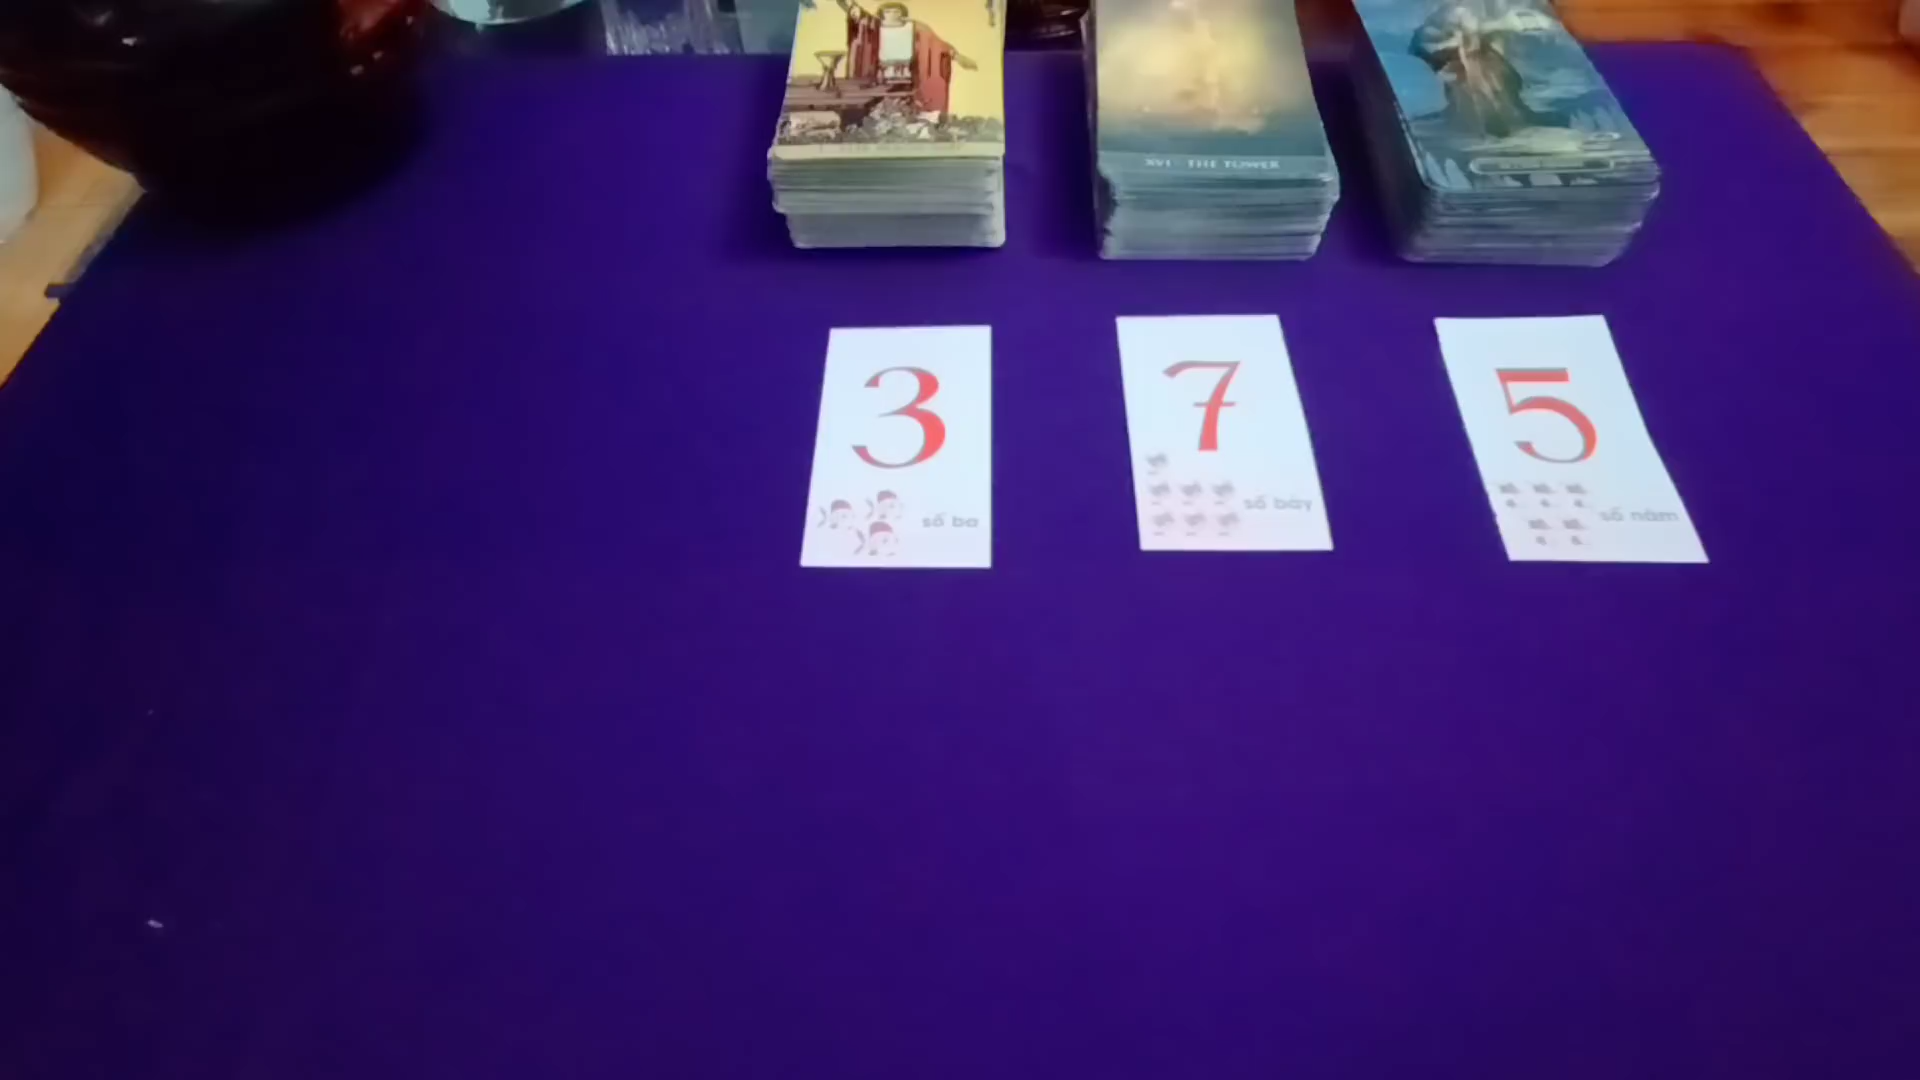 XVI THE TOWER
3
số ba
7
số bảy
5
số năm